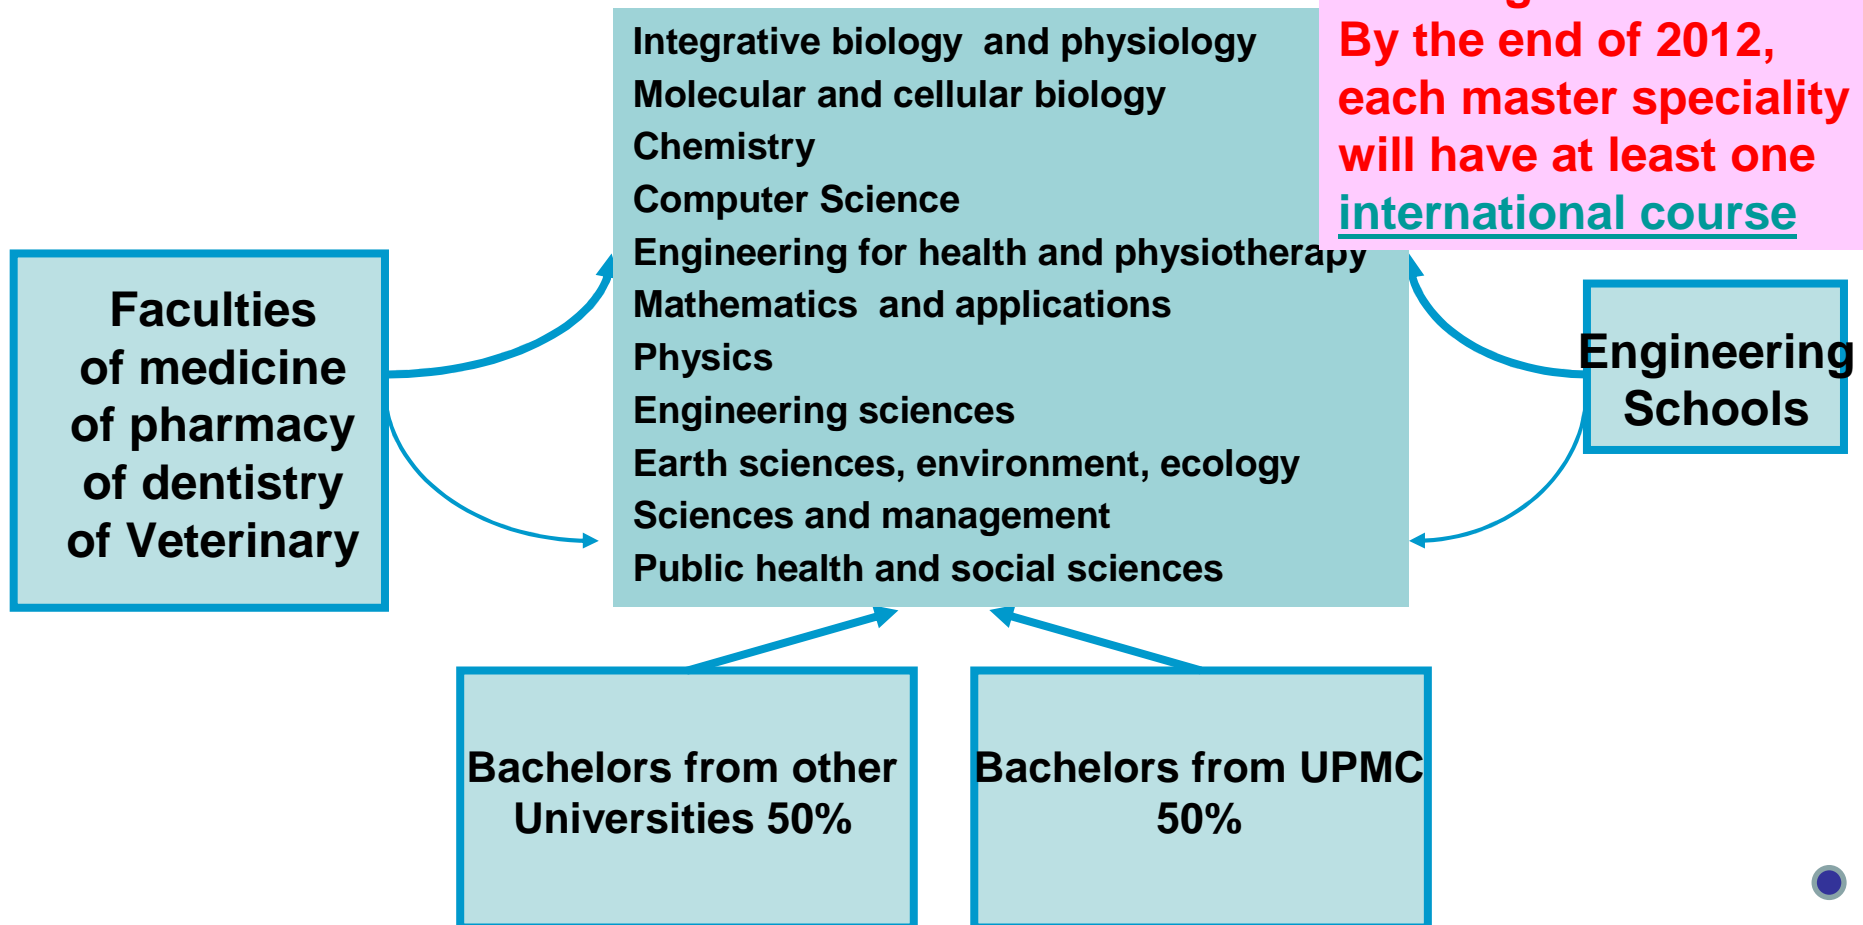 Integrative biology and physiology
Molecular and cellular biology
Chemistry
Computer Science
Engineering for health and physiotherapy
Mathematics and applications
Physics
Engineering sciences
Earth sciences, environment, ecology
Sciences and management
Public health and social sciences
By the end of 2012,
each master speciality
will have at least one
international course
Faculties
of medicine
of pharmacy
of dentistry
of Veterinary
Engineering
Schools
Bachelors from other
Universities 50%
Bachelors from UPMC
50%